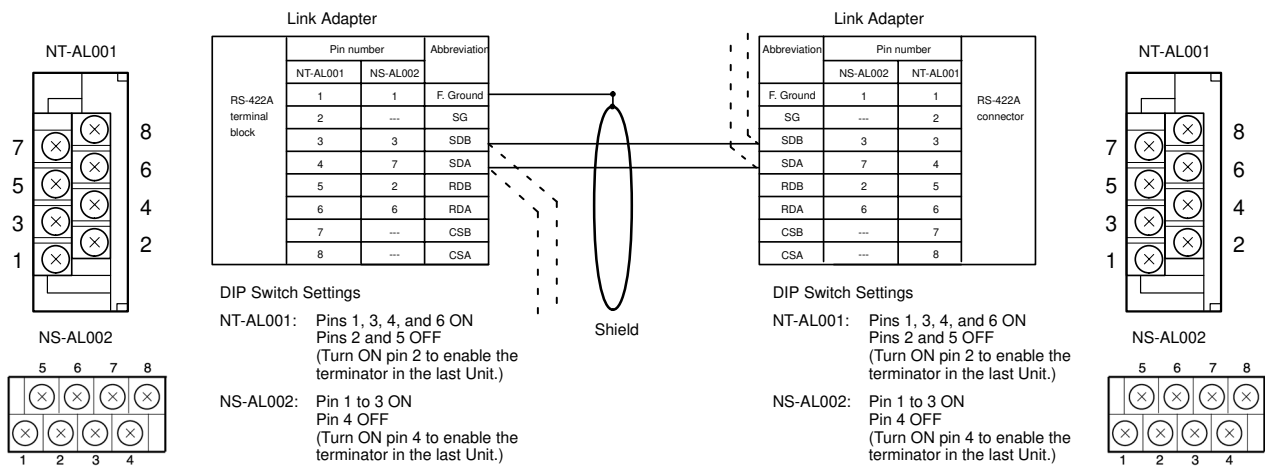 Link Adapter
Link Adapter
NT-AL001
NT-AL001
8
7
6
5
4
3
2
1
NS-AL002
5 6 7 8
1 2 3 4
Pin number Abbreviation
NT-AL001 NS-AL002
RS-422A
terminal
block
1 1 F. Ground
2 --- SG
3 3 SDB
4 7 SDA
5 2 RDB
6 6 RDA
7 --- CSB
8 --- CSA
DIP Switch Settings
NT-AL001: Pins 1, 3, 4, and 6 ON
Pins 2 and 5 OFF
(Turn ON pin 2 to enable the
terminator in the last Unit.)
NS-AL002: Pin 1 to 3 ON
Pin 4 OFF
(Turn ON pin 4 to enable the
terminator in the last Unit.)
Shield
Abbreviation Pin number
NS-AL002 NT-AL001
F. Ground 1 1
SG --- 2
SDB 3 3
SDA 7 4
RDB 2 5
RDA 6 6
CSB --- 7
CSA --- 8
RS-422A
connector
DIP Switch Settings
NT-AL001: Pins 1, 3, 4, and 6 ON
Pins 2 and 5 OFF
(Turn ON pin 2 to enable the
terminator in the last Unit.)
NS-AL002: Pin 1 to 3 ON
Pin 4 OFF
(Turn ON pin 4 to enable the
terminator in the last Unit.)
8
7
6
5
4
3
2
1
NS-AL002
5 6 7 8
1 2 3 4